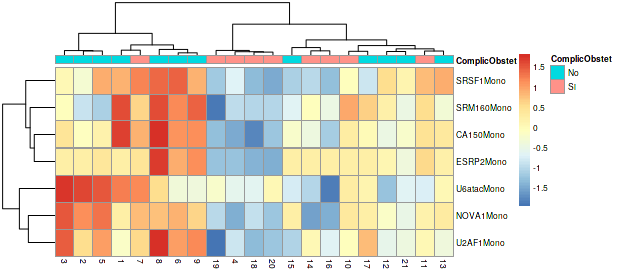 ComplicObstet
SRSF1Mono
SRM160Mono
CA150Mono
ESRP2Mono
U6atacMono
NOVA1Mono
U2AF1Mono
3 2 5 1 7 8 6 9 19 4 18 20 15 14 16 10 17 12 21 11 13
1.5
1
0.5
0
-0.5
-1
-1.5
ComplicObstet
No
SI